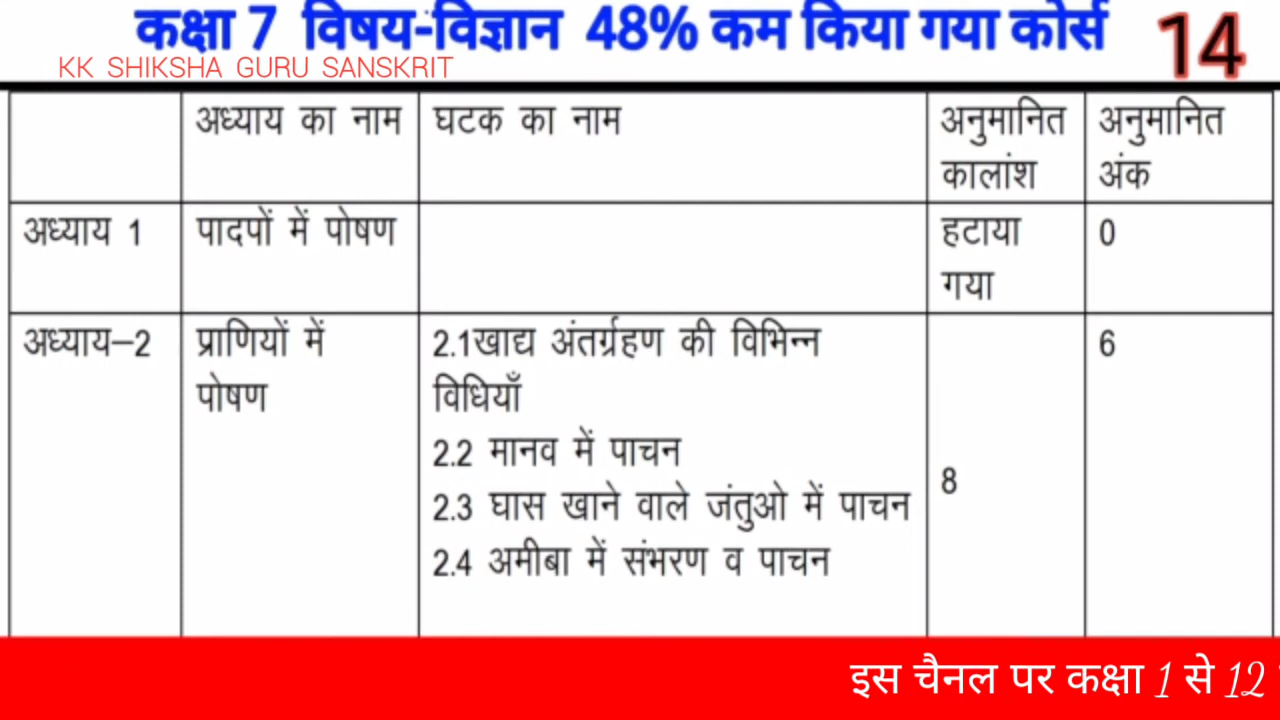 कक्षा 7 विषय-विज्ञान 48% कम किया गया कोर्स 14
KK SHIKSHA GURU SANSKRIT
अध्याय का नाम घटक का नाम अनुमानित कालांश अनुमानित अंक
अध्याय 1 पादपों में पोषण हटाया गया 0
अध्याय–2 प्राणियों में पोषण
2.1खाद्य अंतर्ग्रहण की विभिन्न
विधियाँ
2.2 मानव में पाचन
2.3 घास खाने वाले जंतुओ में पाचन
2.4 अमीबा में संभरण व पाचन
8
6
इस चैनल पर कक्षा 1 से 12